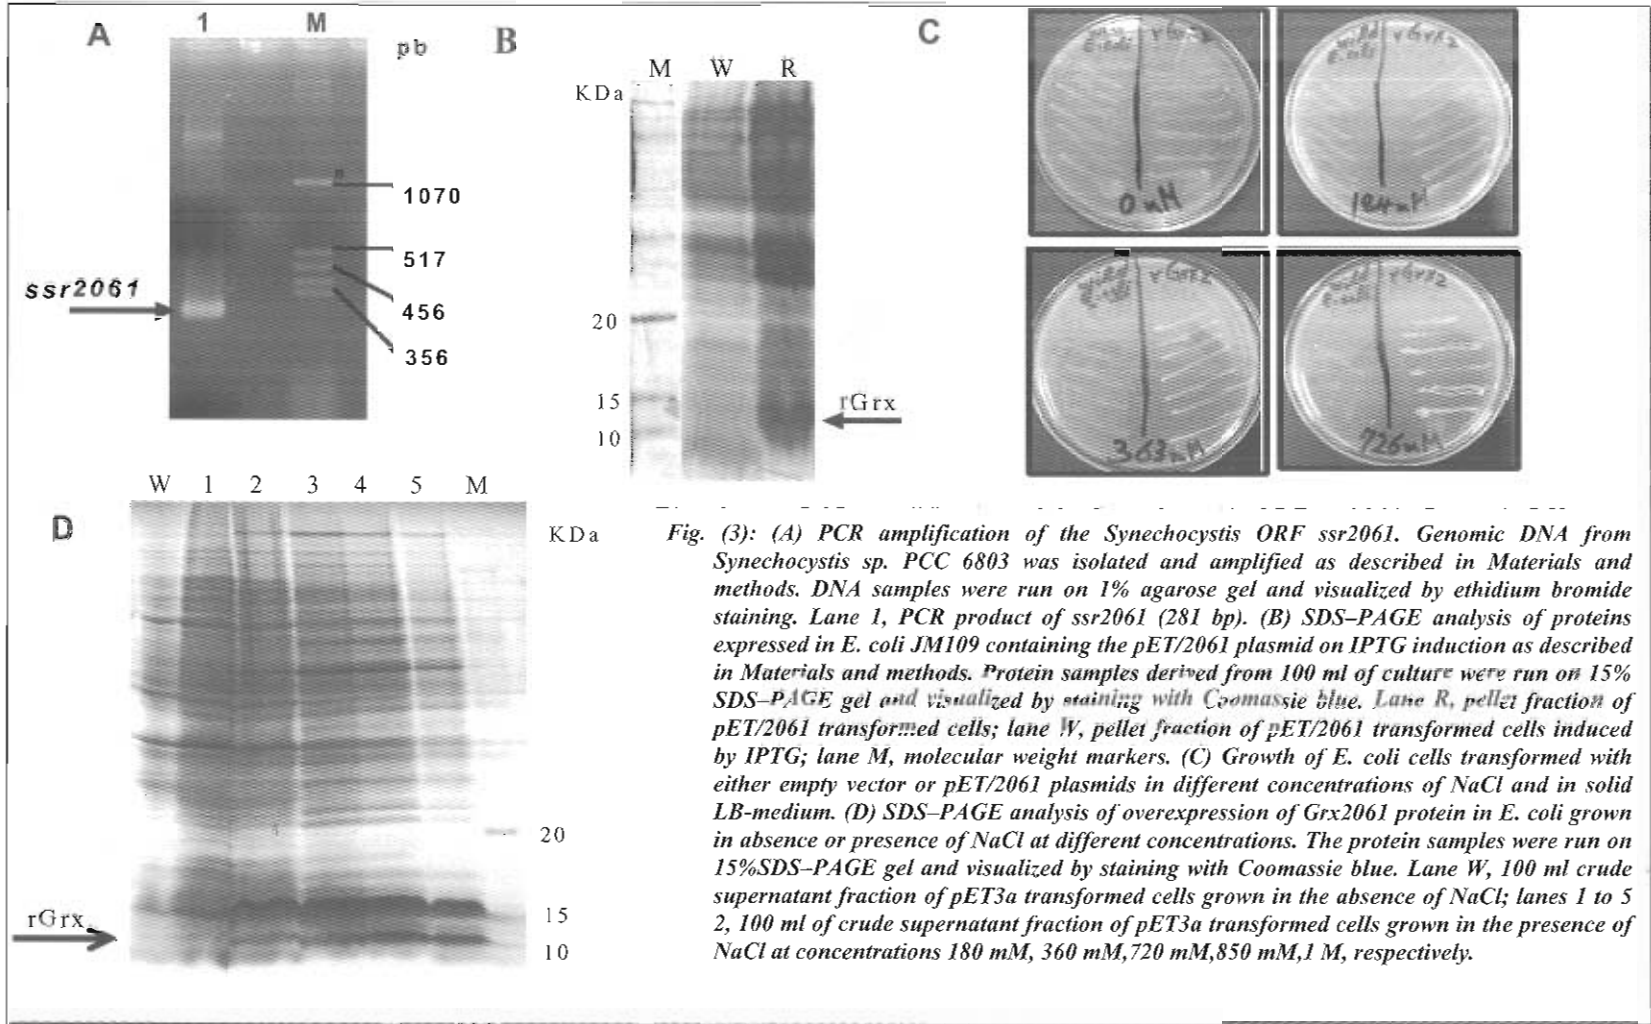 A
1
M
pb
1070
517
456
356
ssr2061
B
M W R
KDa
20
15
10
rGrx
C
E.coli rGrx2
0 mM
wild E.coli rGrx2
184 mM
wild E.coli rGrx2
363 mM
wild E.coli rGrx2
726 mM
D
W 1 2 3 4 5 M
KDa
20
15
10
rGrx
Fig. (3): (A) PCR amplification of the Synechocystis ORF ssr2061. Genomic DNA from
Synechocystis sp. PCC 6803 was isolated and amplified as described in Materials and
methods. DNA samples were run on 1% agarose gel and visualized by ethidium bromide
staining. Lane 1, PCR product of ssr2061 (281 bp). (B) SDS–PAGE analysis of proteins
expressed in E. coli JM109 containing the pET/2061 plasmid on IPTG induction as described
in Materials and methods. Protein samples derived from 100 ml of culture were run on 15%
SDS–PAGE gel and visualized by staining with Coomassie blue. Lane R, pellet fraction of
pET/2061 transformed cells; lane W, pellet fraction of pET/2061 transformed cells induced
by IPTG; lane M, molecular weight markers. (C) Growth of E. coli cells transformed with
either empty vector or pET/2061 plasmids in different concentrations of NaCl and in solid
LB-medium. (D) SDS–PAGE analysis of overexpression of Grx2061 protein in E. coli grown
in absence or presence of NaCl at different concentrations. The protein samples were run on
15%SDS–PAGE gel and visualized by staining with Coomassie blue. Lane W, 100 ml crude
supernatant fraction of pET3a transformed cells grown in the absence of NaCl; lanes 1 to 5
2, 100 ml of crude supernatant fraction of pET3a transformed cells grown in the presence of
NaCl at concentrations 180 mM, 360 mM,720 mM,850 mM,1 M, respectively.